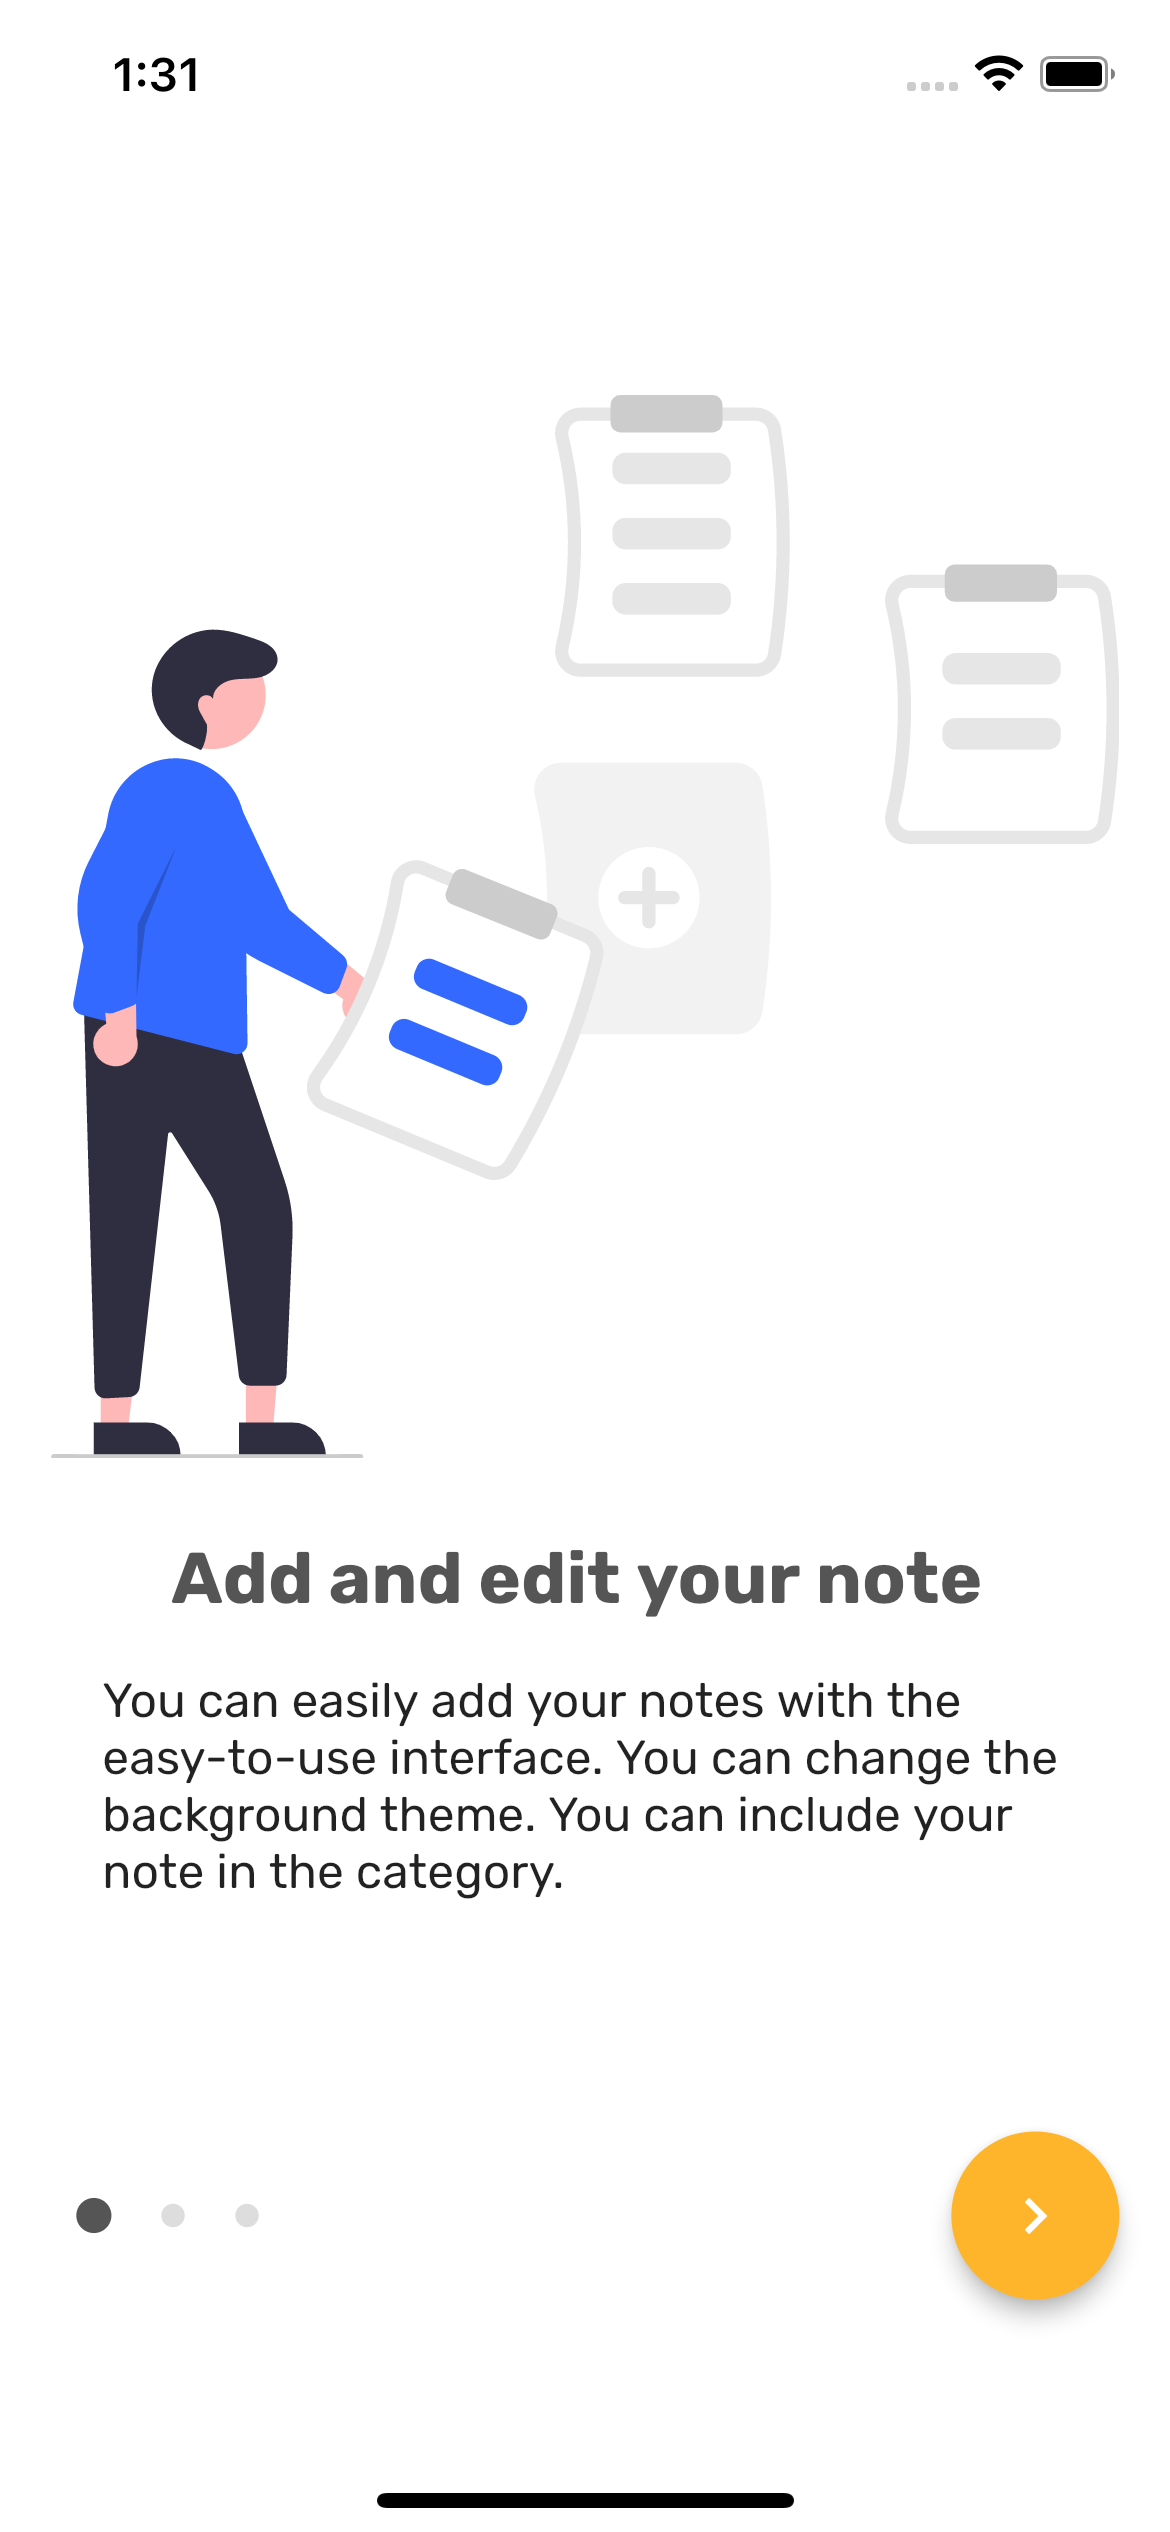 1:31
Add and edit your note
You can easily add your notes with the
easy-to-use interface. You can change the
background theme. You can include your
note in the category.